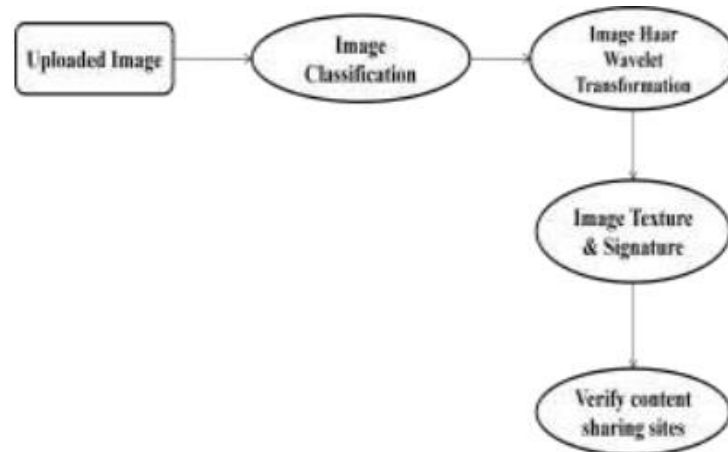 Uploaded Image
Image
Classification
Image Haar
Wavelet
Transformation
Image Texture
& Signature
Verify content
sharing sites